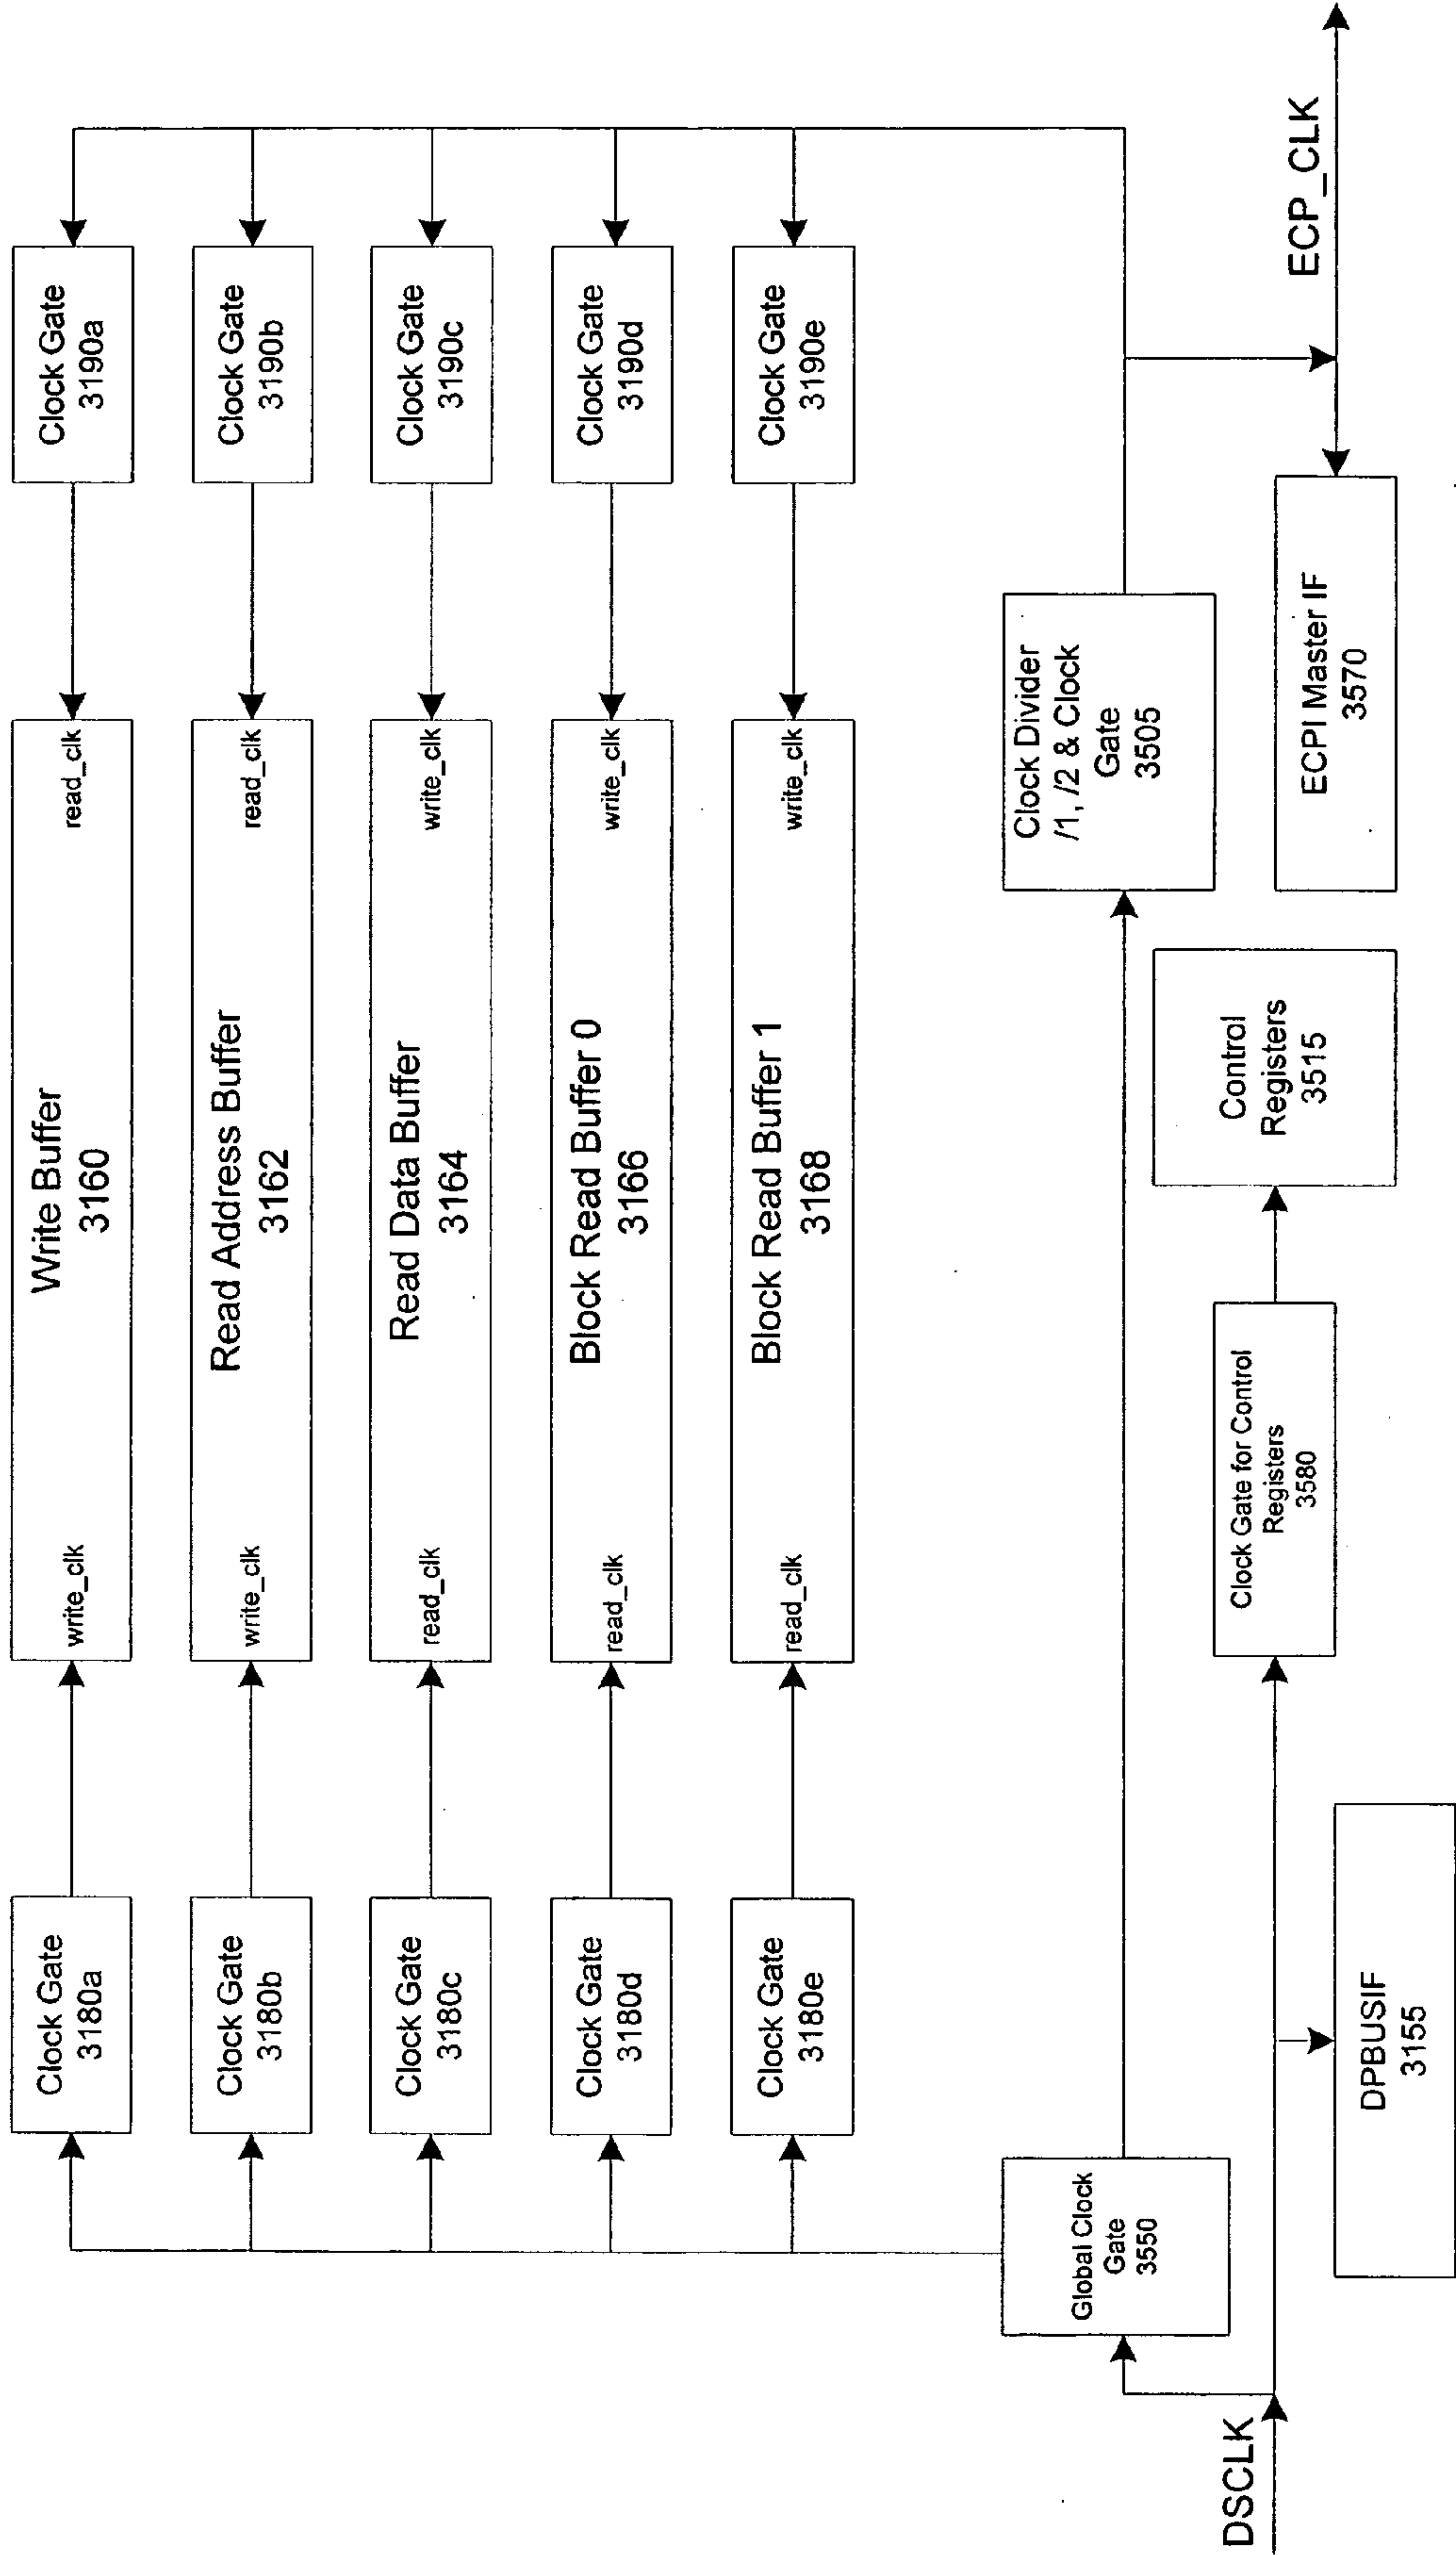 Clock Gate
3180a
write_clk
Write Buffer
3160
read_clk
Clock Gate
3190a
Clock Gate
3180b
write_clk
Read Address Buffer
3162
read_clk
Clock Gate
3190b
Clock Gate
3180c
read_clk
Read Data Buffer
3164
write_clk
Clock Gate
3190c
Clock Gate
3180d
read_clk
Block Read Buffer 0
3166
write_clk
Clock Gate
3190d
Clock Gate
3180e
read_clk
Block Read Buffer 1
3168
write_clk
Clock Gate
3190e
Global Clock
Gate
3550
Clock Divider
/1, /2 & Clock
Gate
3505
DSCLK
Clock Gate for Control
Registers
3580
Control
Registers
3515
ECP_CLK
DPBUSIF
3155
ECPI Master IF
3570